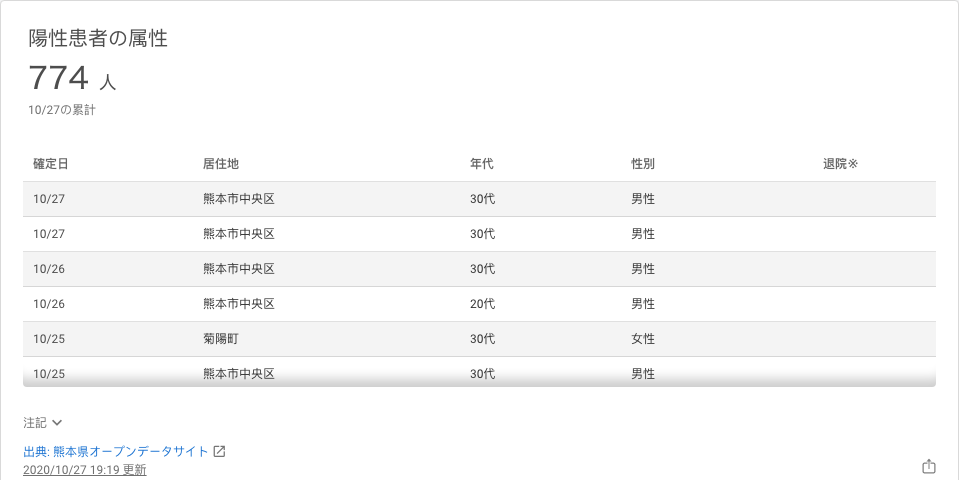 陽性患者の属性
774 人
10/27の累計
確定日 居住地 年代 性別 退院※
10/27 熊本市中央区 30代 男性
10/27 熊本市中央区 30代 男性
10/26 熊本市中央区 30代 男性
10/26 熊本市中央区 20代 男性
10/25 菊陽町 30代 女性
10/25 熊本市中央区 30代 男性
注記
出典: 熊本県オープンデータサイト
2020/10/27 19:19 更新